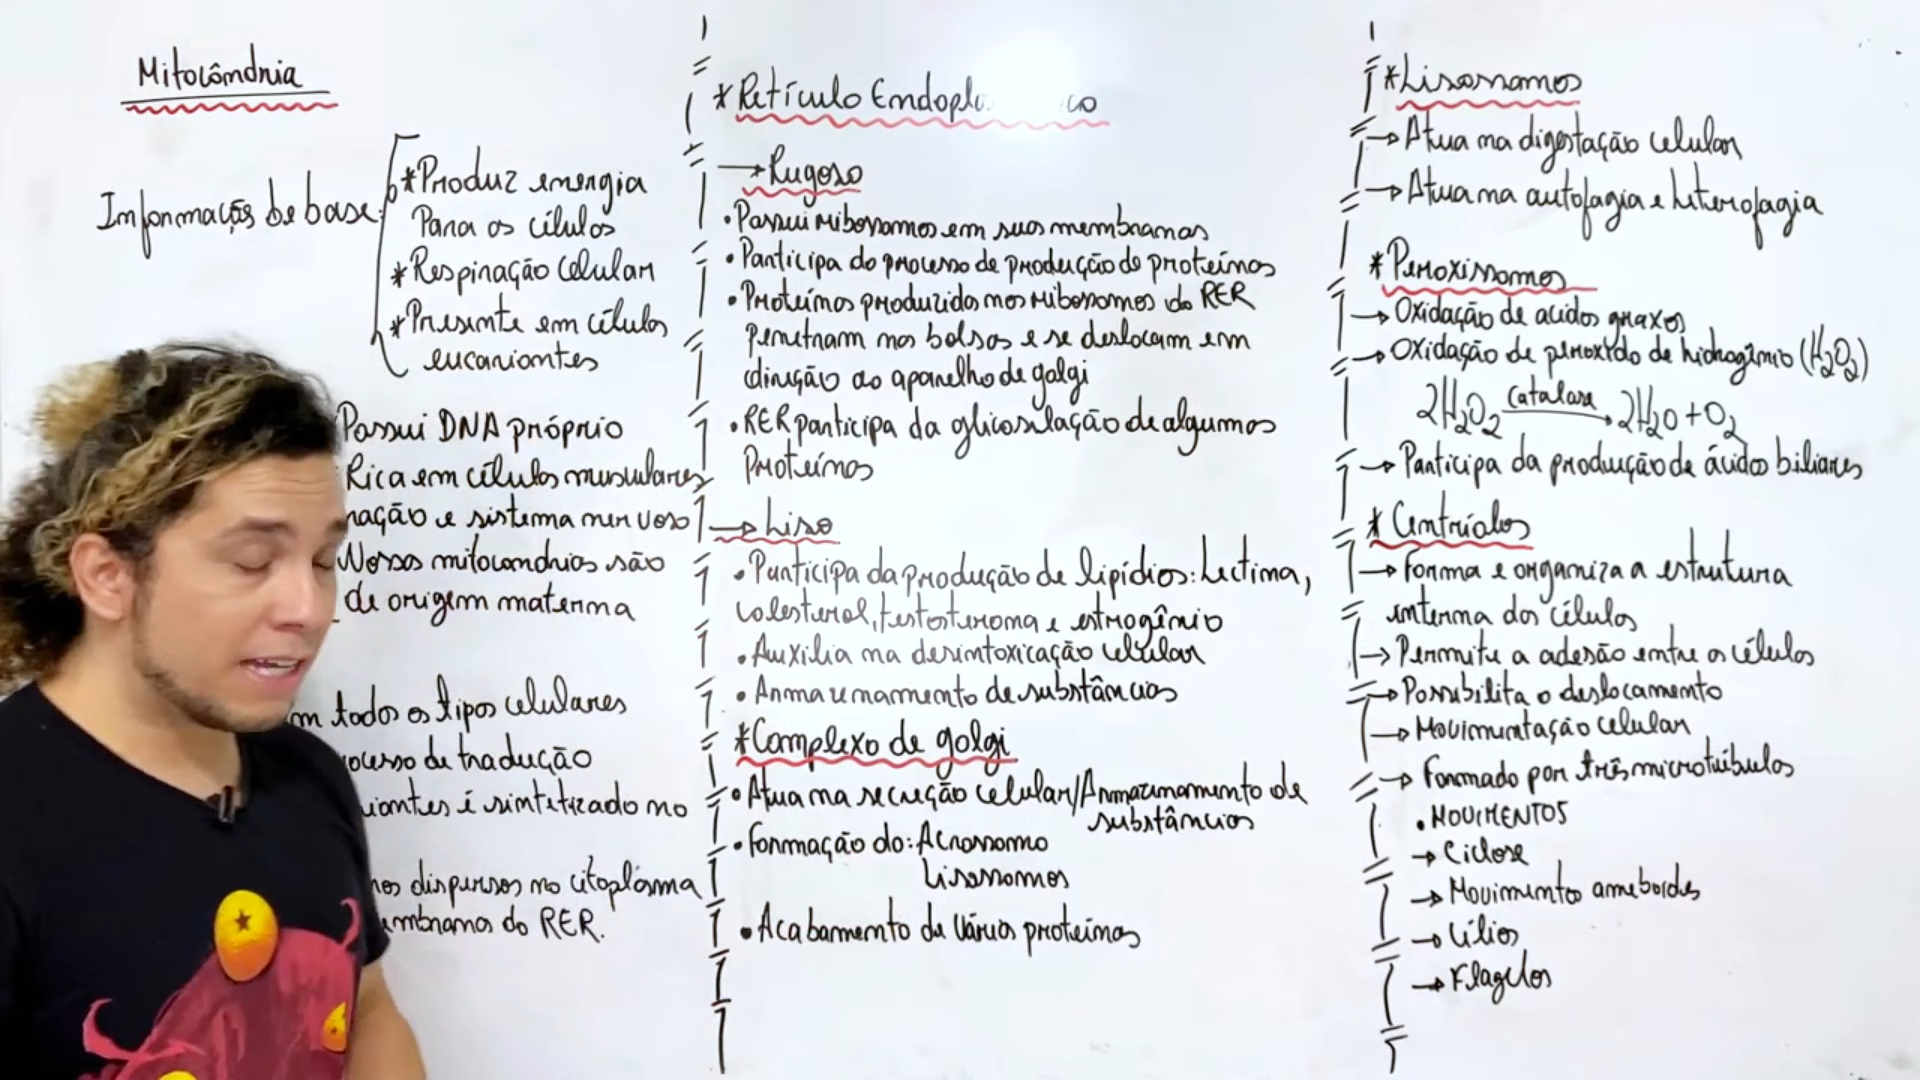 Mitocôndria
Informações de base:
*Produz energia
Para as células
*Respiração celular
*Presente em células
eucariontes
Possui DNA próprio
Rica em células musculares
ração e sistema nervoso
Nossas mitocondrias são
de origem materna
m todos os tipos celulares
ocesso de tradução
iontes é sintetizado no
nos dispersos no citoplasma
embrana do RER.
*Retículo Endopla ico
→Rugoso
•Possui ribossomos em suas membranas
•Participa do processo de produção de proteínas
•Proteínas produzidas nos ribossomos do RER
Penetram nas bolsas e se deslocam em
direção ao aparelho de golgi
•RER participa da glicosilação de algumas
Proteínas
→Liso
•Participa da produção de lipídios: Lectina,
colesterol, testosterona e estrogênio
•Auxilia na desintoxicação celular
•Armazenamento de substâncias
*Complexo de golgi
•Atua na secreção celular/Armazenamento de
substâncias
•Formação do: Acrossomo
Lisossomos
•Acabamento de várias proteínas
*Lisossomos
→Atua na digestação celular
→Atua na autofagia e heterofagia
*Peroxissomos
→Oxidação de acidos graxos
→Oxidação de peroxido de hidrogênio (H₂O₂)
2H₂O₂ Catalase → 2H₂O + O₂
→Participa da produção de ácidos biliares
*Centríolos
→Forma e organiza a estrutura
interna das células
→Permite a adesão entre as células
→Possibilita o deslocamento
→Movimentação celular
→Formado por três microtúbulos
•MOVIMENTOS
→Ciclose
→Movimento ameboides
→Cílios
→Flagelos